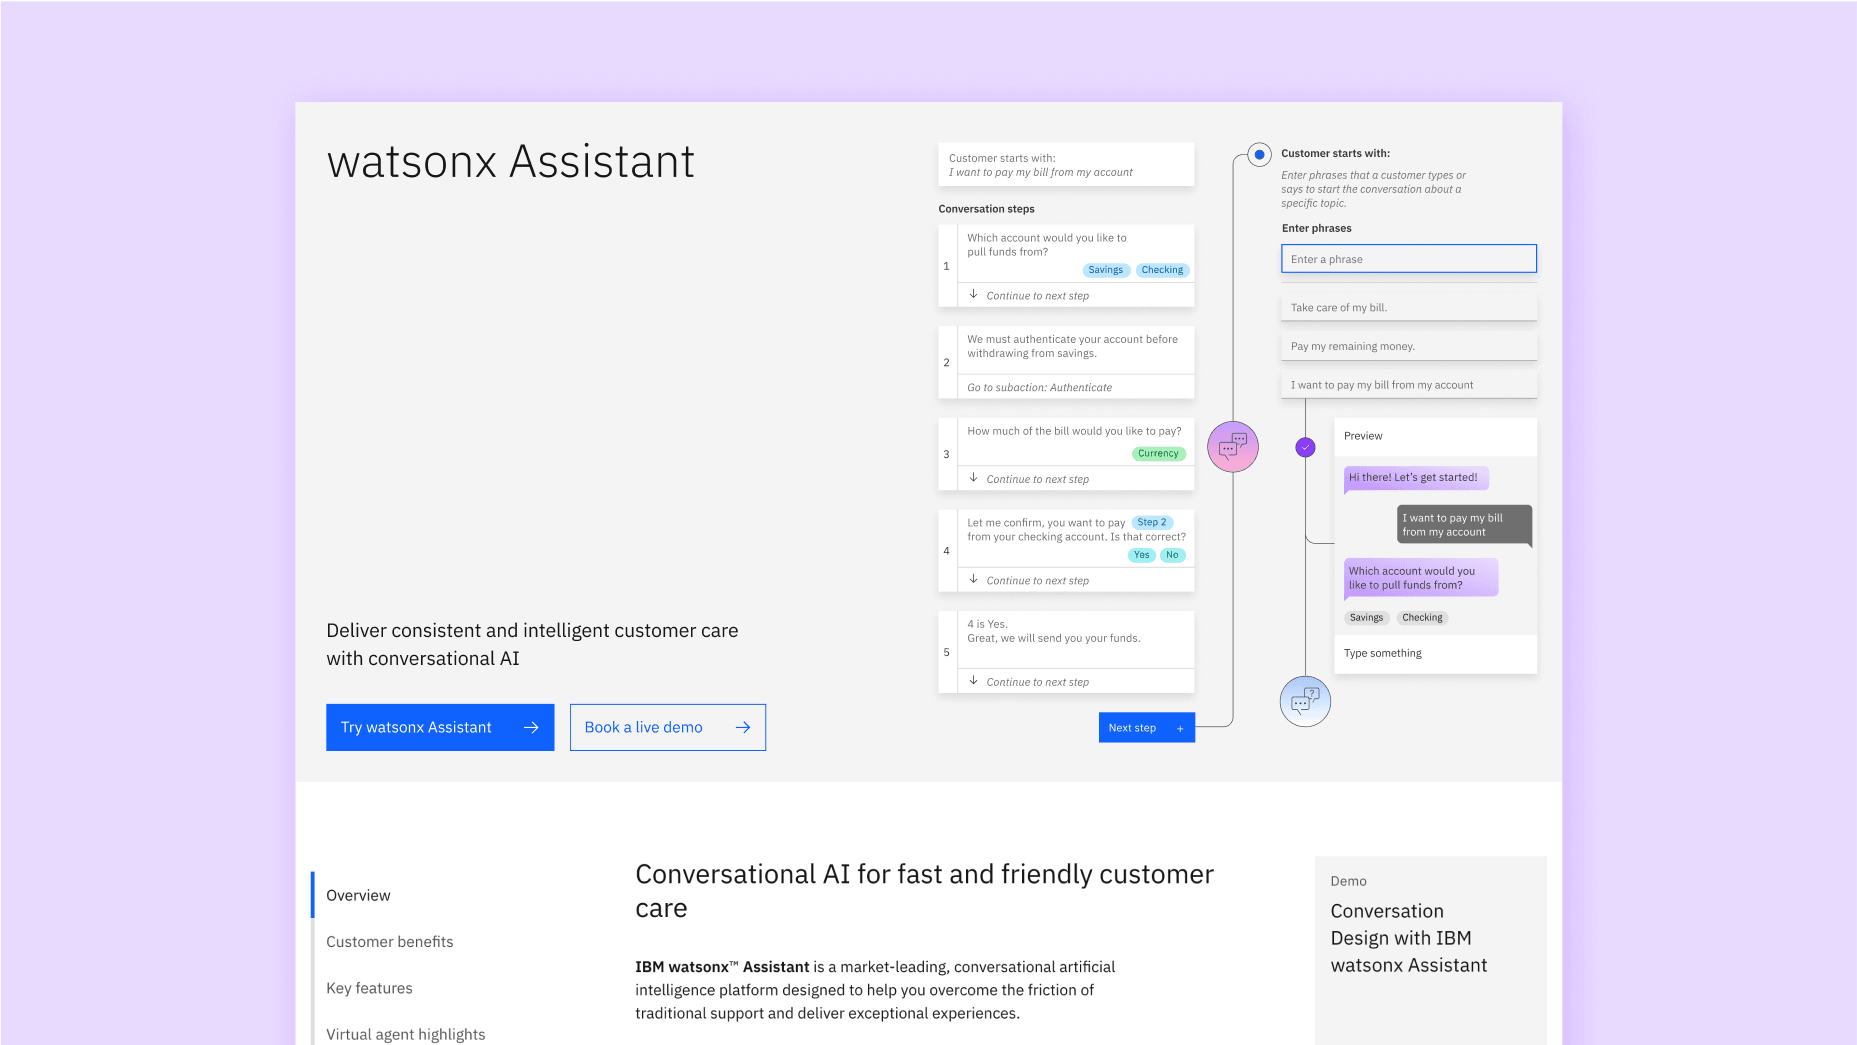 watsonx Assistant
Deliver consistent and intelligent customer care
with conversational AI
Try watsonx Assistant
Book a live demo
Customer starts with:
I want to pay my bill from my account
Conversation steps
1
Which account would you like to
pull funds from?
Savings Checking
Continue to next step
2
We must authenticate your account before
withdrawing from savings.
Go to subaction: Authenticate
3
How much of the bill would you like to pay?
Currency
Continue to next step
4
Let me confirm, you want to pay Step 2
from your checking account. Is that correct?
Yes No
Continue to next step
5
4 is Yes.
Great, we will send you your funds.
Continue to next step
Next step +
Customer starts with:
Enter phrases that a customer types or
says to start the conversation about a
specific topic.
Enter phrases
Enter a phrase
Take care of my bill.
Pay my remaining money.
I want to pay my bill from my account
Preview
Hi there! Let's get started!
I want to pay my bill
from my account
Which account would you
like to pull funds from?
Savings Checking
Type something
?
Overview
Customer benefits
Key features
Virtual agent highlights
Conversational AI for fast and friendly customer
care
IBM watsonx™ Assistant is a market-leading, conversational artificial
intelligence platform designed to help you overcome the friction of
traditional support and deliver exceptional experiences.
Demo
Conversation
Design with IBM
watsonx Assistant